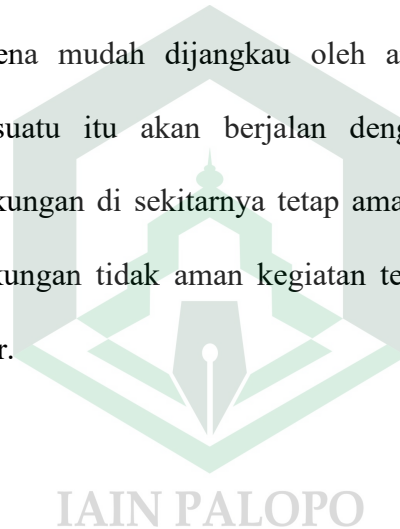 ena mudah dijangkau oleh a
suatu itu akan berjalan deng
kungan di sekitarnya tetap ama
kungan tidak aman kegiatan te
r.
IAIN PALOPO